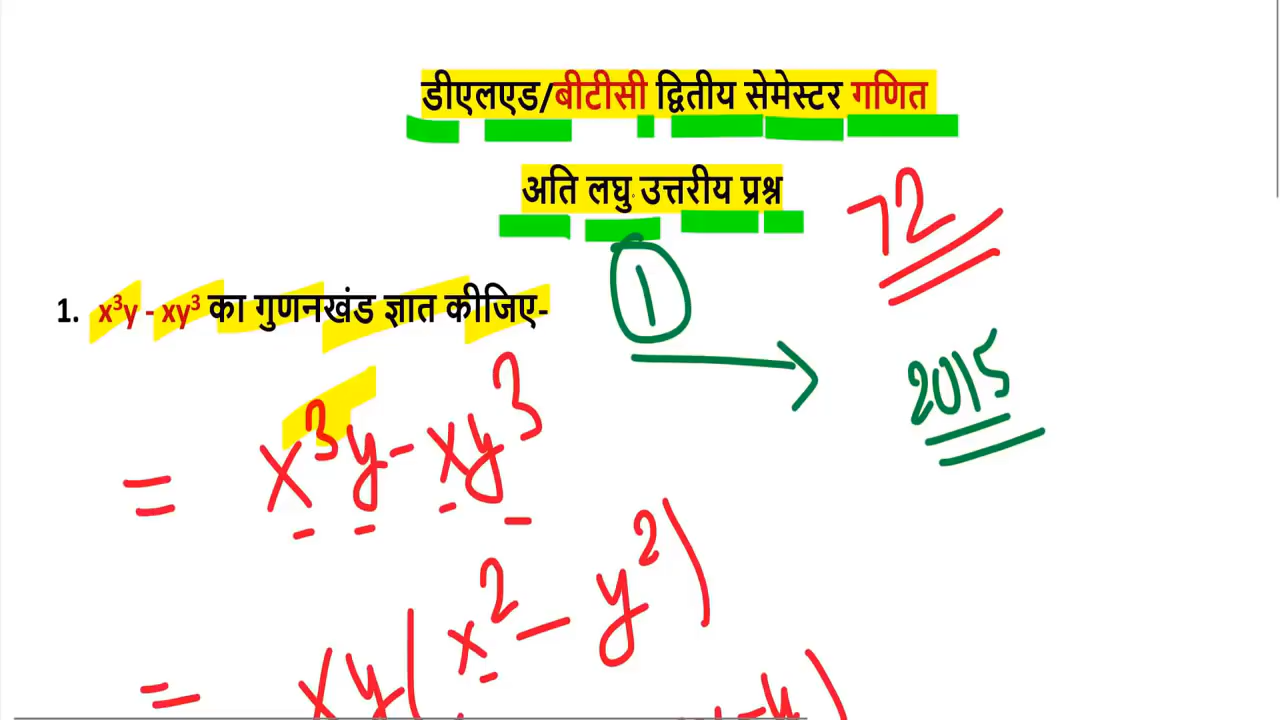 डीएलएड/बीटीसी द्वितीय सेमेस्टर गणित
अति लघु उत्तरीय प्रश्न
72
1
1. x³y - xy³ का गुणनखंड ज्ञात कीजिए-
2015
= x³y - xy³
= xy(x² - y²)